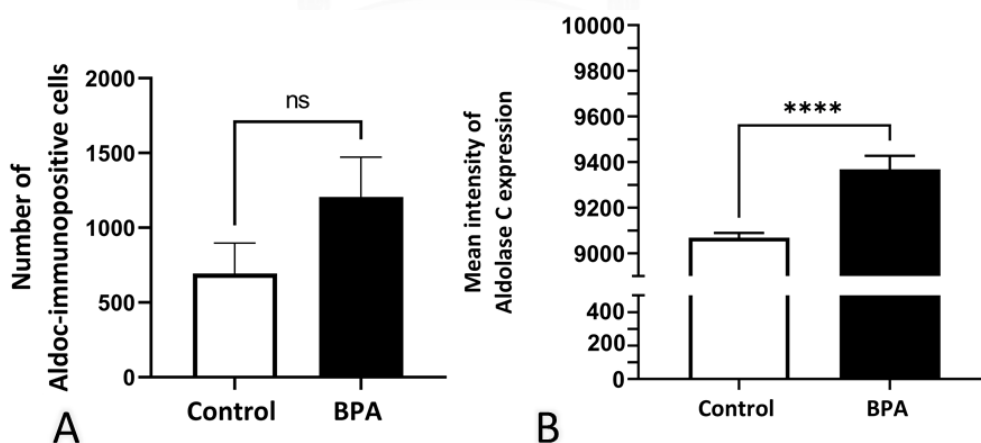 Number of
Aldoc-immunopositive cells
2000
1500
1000
500
0
ns
Control
BPA
A
Mean intensity of
Aldolase C expression
10000
9800
9600
9400
9200
9000
400
200
0
****
Control
BPA
B